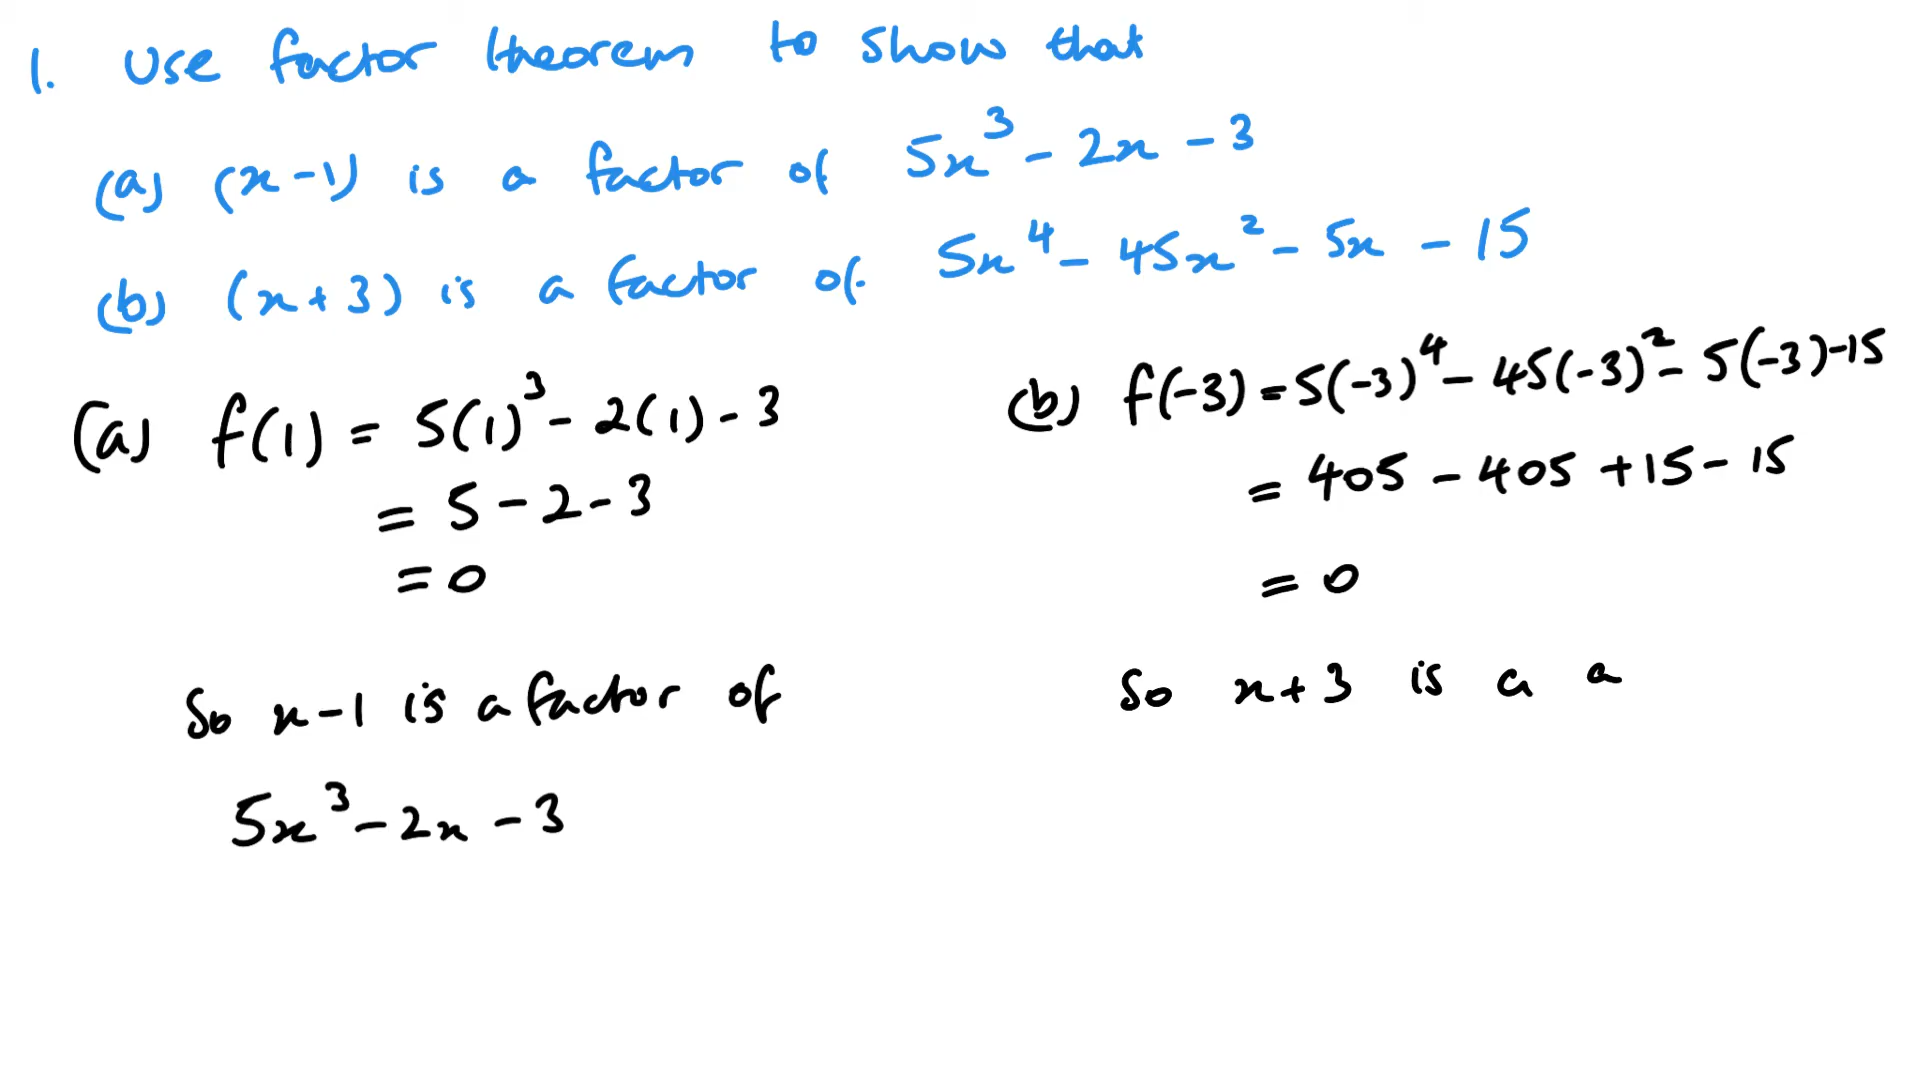 1. Use factor theorem to show that
(a) (x-1) is a factor of 5x³ - 2x - 3
(b) (x+3) is a factor of 5x⁴ - 45x² - 5x - 15
(a) f(1) = 5(1)³ - 2(1) - 3
= 5 - 2 - 3
= 0
So x-1 is a factor of
5x³ - 2x - 3
(b) f(-3) = 5(-3)⁴ - 45(-3)² - 5(-3) - 15
= 405 - 405 + 15 - 15
= 0
So x+3 is a a